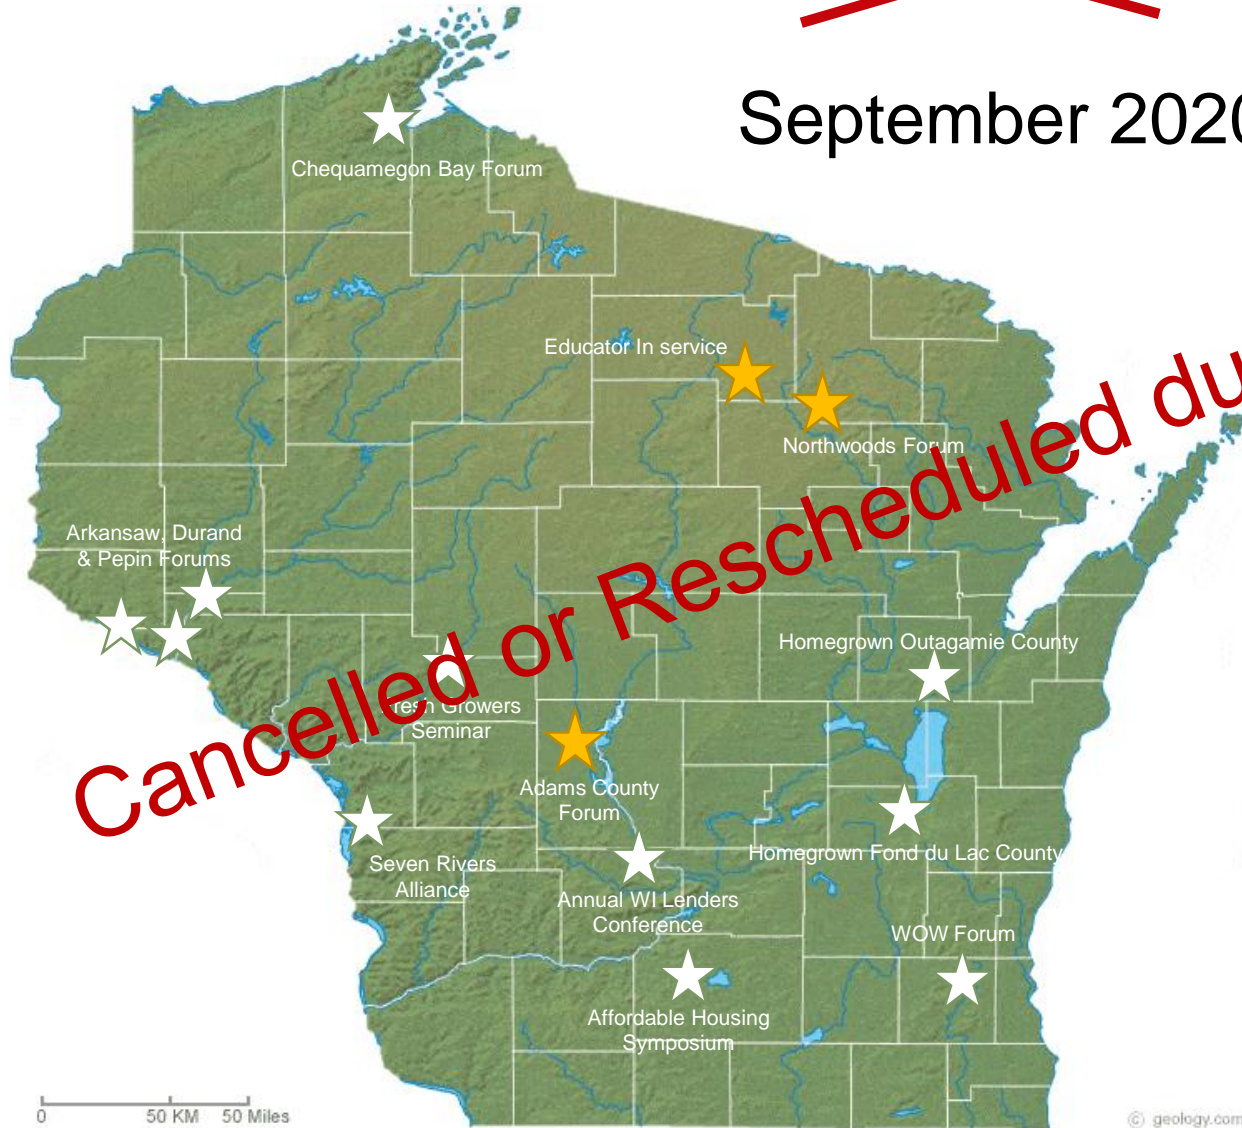 September 2020
Chequamegon Bay Forum
Educator In service
Northwoods Forum
Cancelled or Rescheduled du
Arkansaw, Durand
& Pepin Forums
Homegrown Outagamie County
Fresh Growers
Seminar
Adams County
Forum
Homegrown Fond du Lac County
Seven Rivers
Alliance
Annual WI Lenders
Conference
WOW Forum
Affordable Housing
Symposium
0 50 KM 50 Miles
© geology.com